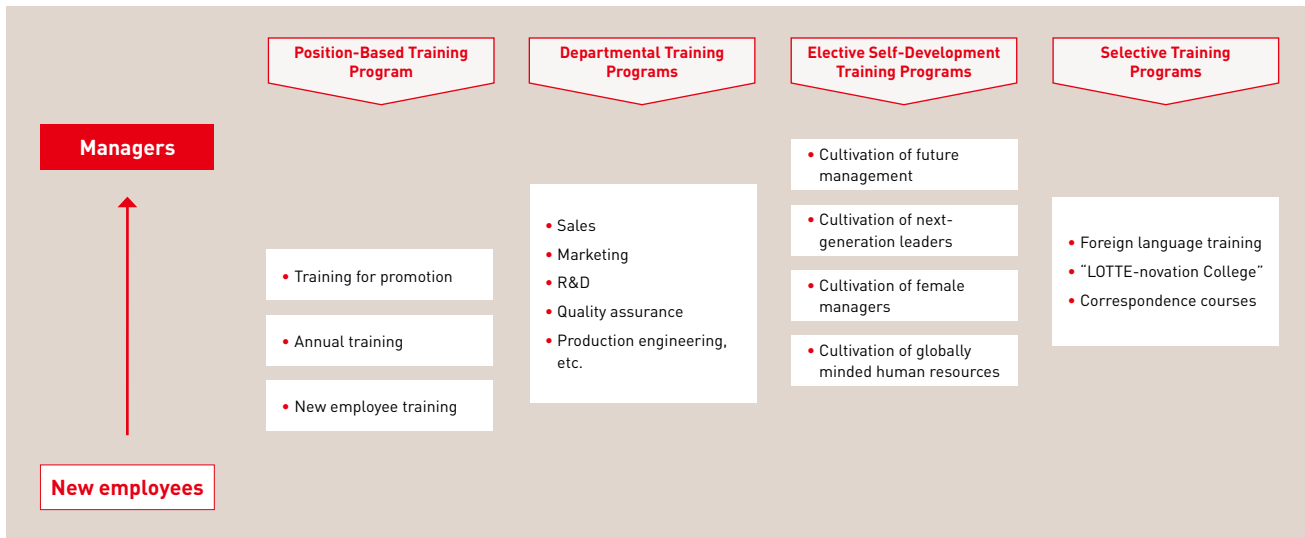 Position-Based Training
Program
Departmental Training
Programs
Elective Self-Development
Training Programs
Selective Training
Programs
Managers
New employees
• Training for promotion
• Annual training
• New employee training
• Sales
• Marketing
• R&D
• Quality assurance
• Production engineering,
etc.
• Cultivation of future
management
• Cultivation of next-
generation leaders
• Cultivation of female
managers
• Cultivation of globally
minded human resources
• Foreign language training
• “LOTTE-novation College”
• Correspondence courses